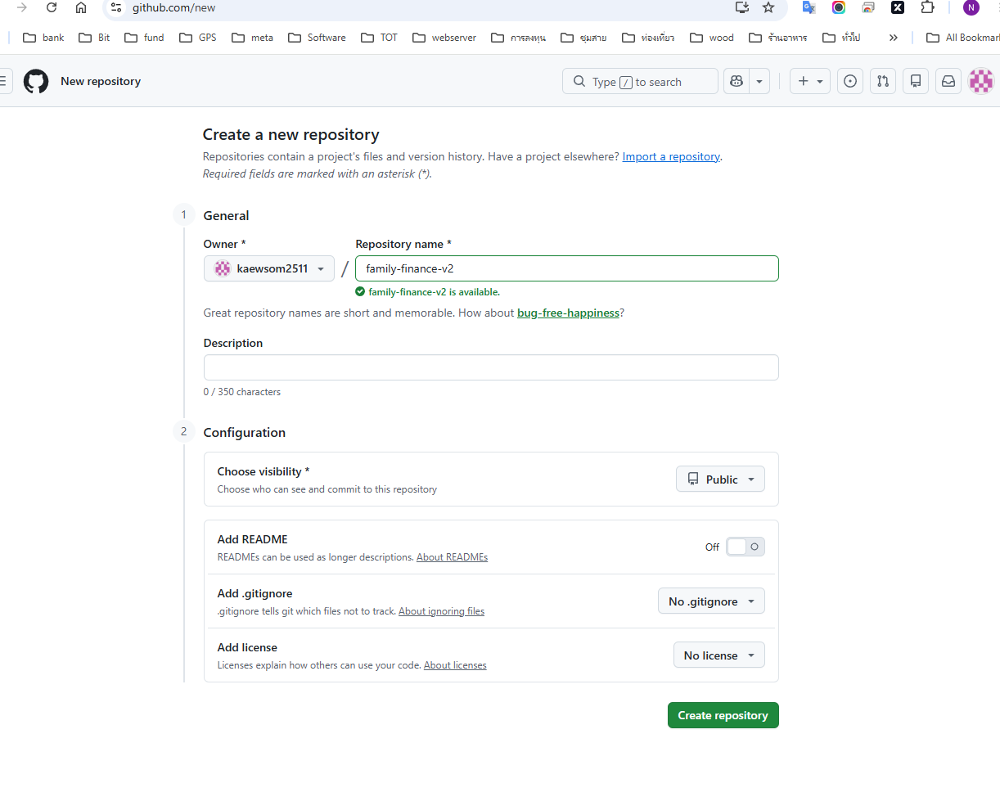 github.com/new
N
bank Bit fund GPS meta Software TOT webserver การลงทุน ชุมสาย ท่องเที่ยว wood ร้านอาหาร ทั่วไป » All Bookmar
New repository Type / to search
Create a new repository
Repositories contain a project's files and version history. Have a project elsewhere? Import a repository.
Required fields are marked with an asterisk (*).
1 General
Owner * Repository name *
kaewsom2511 / family-finance-v2
family-finance-v2 is available.
Great repository names are short and memorable. How about bug-free-happiness?
Description
0 / 350 characters
2 Configuration
Choose visibility * Public
Choose who can see and commit to this repository
Add README Off
READMEs can be used as longer descriptions. About READMEs
Add .gitignore No .gitignore
.gitignore tells git which files not to track. About ignoring files
Add license No license
Licenses explain how others can use your code. About licenses
Create repository